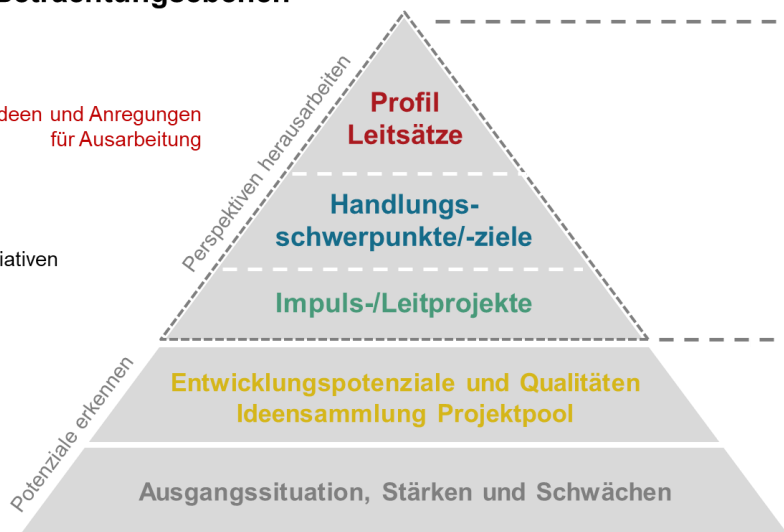 Betrachtungsebenen
Ideen und Anregungen
für Ausarbeitung
Perspektiven herausarbeiten
Profil
Leitsätze
Handlungs-
schwerpunkte/-ziele
Impuls-/Leitprojekte
Potenziale erkennen
Entwicklungspotenziale und Qualitäten
Ideensammlung Projektpool
Ausgangssituation, Stärken und Schwächen